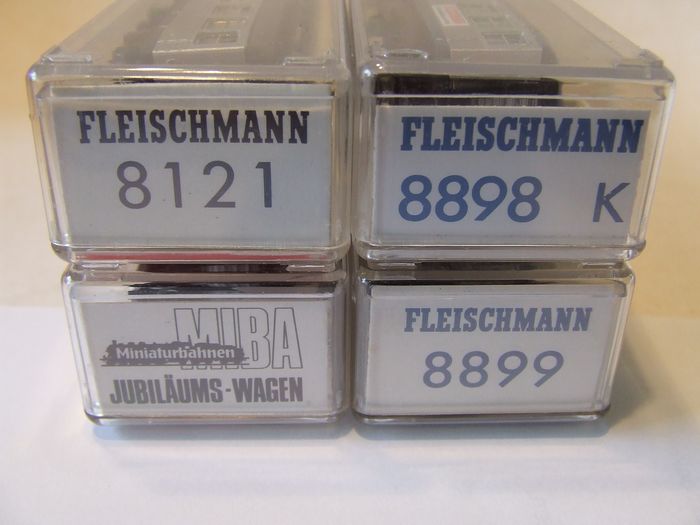 FLEISCHMANN
8121
FLEISCHMANN
8898 K
MIBA
Miniaturbahnen
JUBILÄUMS-WAGEN
FLEISCHMANN
8899